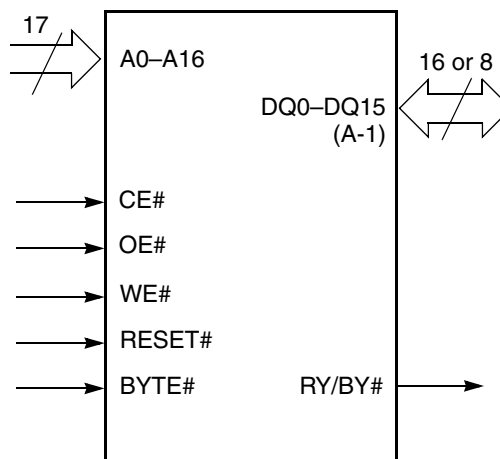 17
A0–A16
16 or 8
DQ0–DQ15
(A-1)
CE#
OE#
WE#
RESET#
BYTE#
RY/BY#